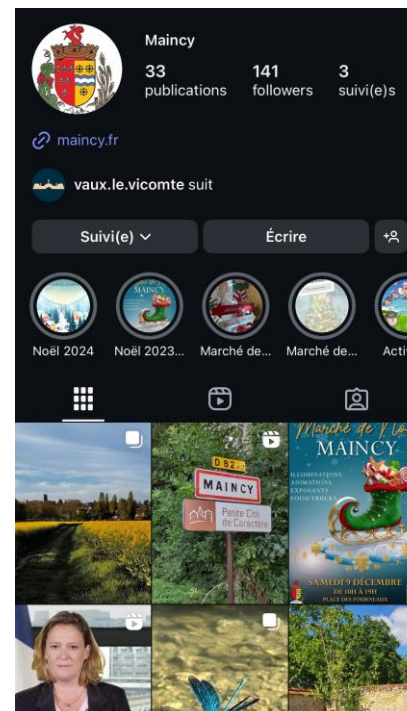 Maincy
33 141 3
publications followers suivi(e)s
maincy.fr
vaux.le.vicomte suit
Suivi(e)
Écrire
Noël 2024
Noël 2023...
Marché de...
Marché de...
Acti
D 82
MAINCY
Petite Cité
de Caractère
Marché de
MAINCY
ILLUMINATIONS
ANIMATIONS
EXPOSANTS
FOOD TRUCKS
SAMEDI 9 DÉCEMBRE
DE 10H À 19H
PLACE DES FOURNEAUX